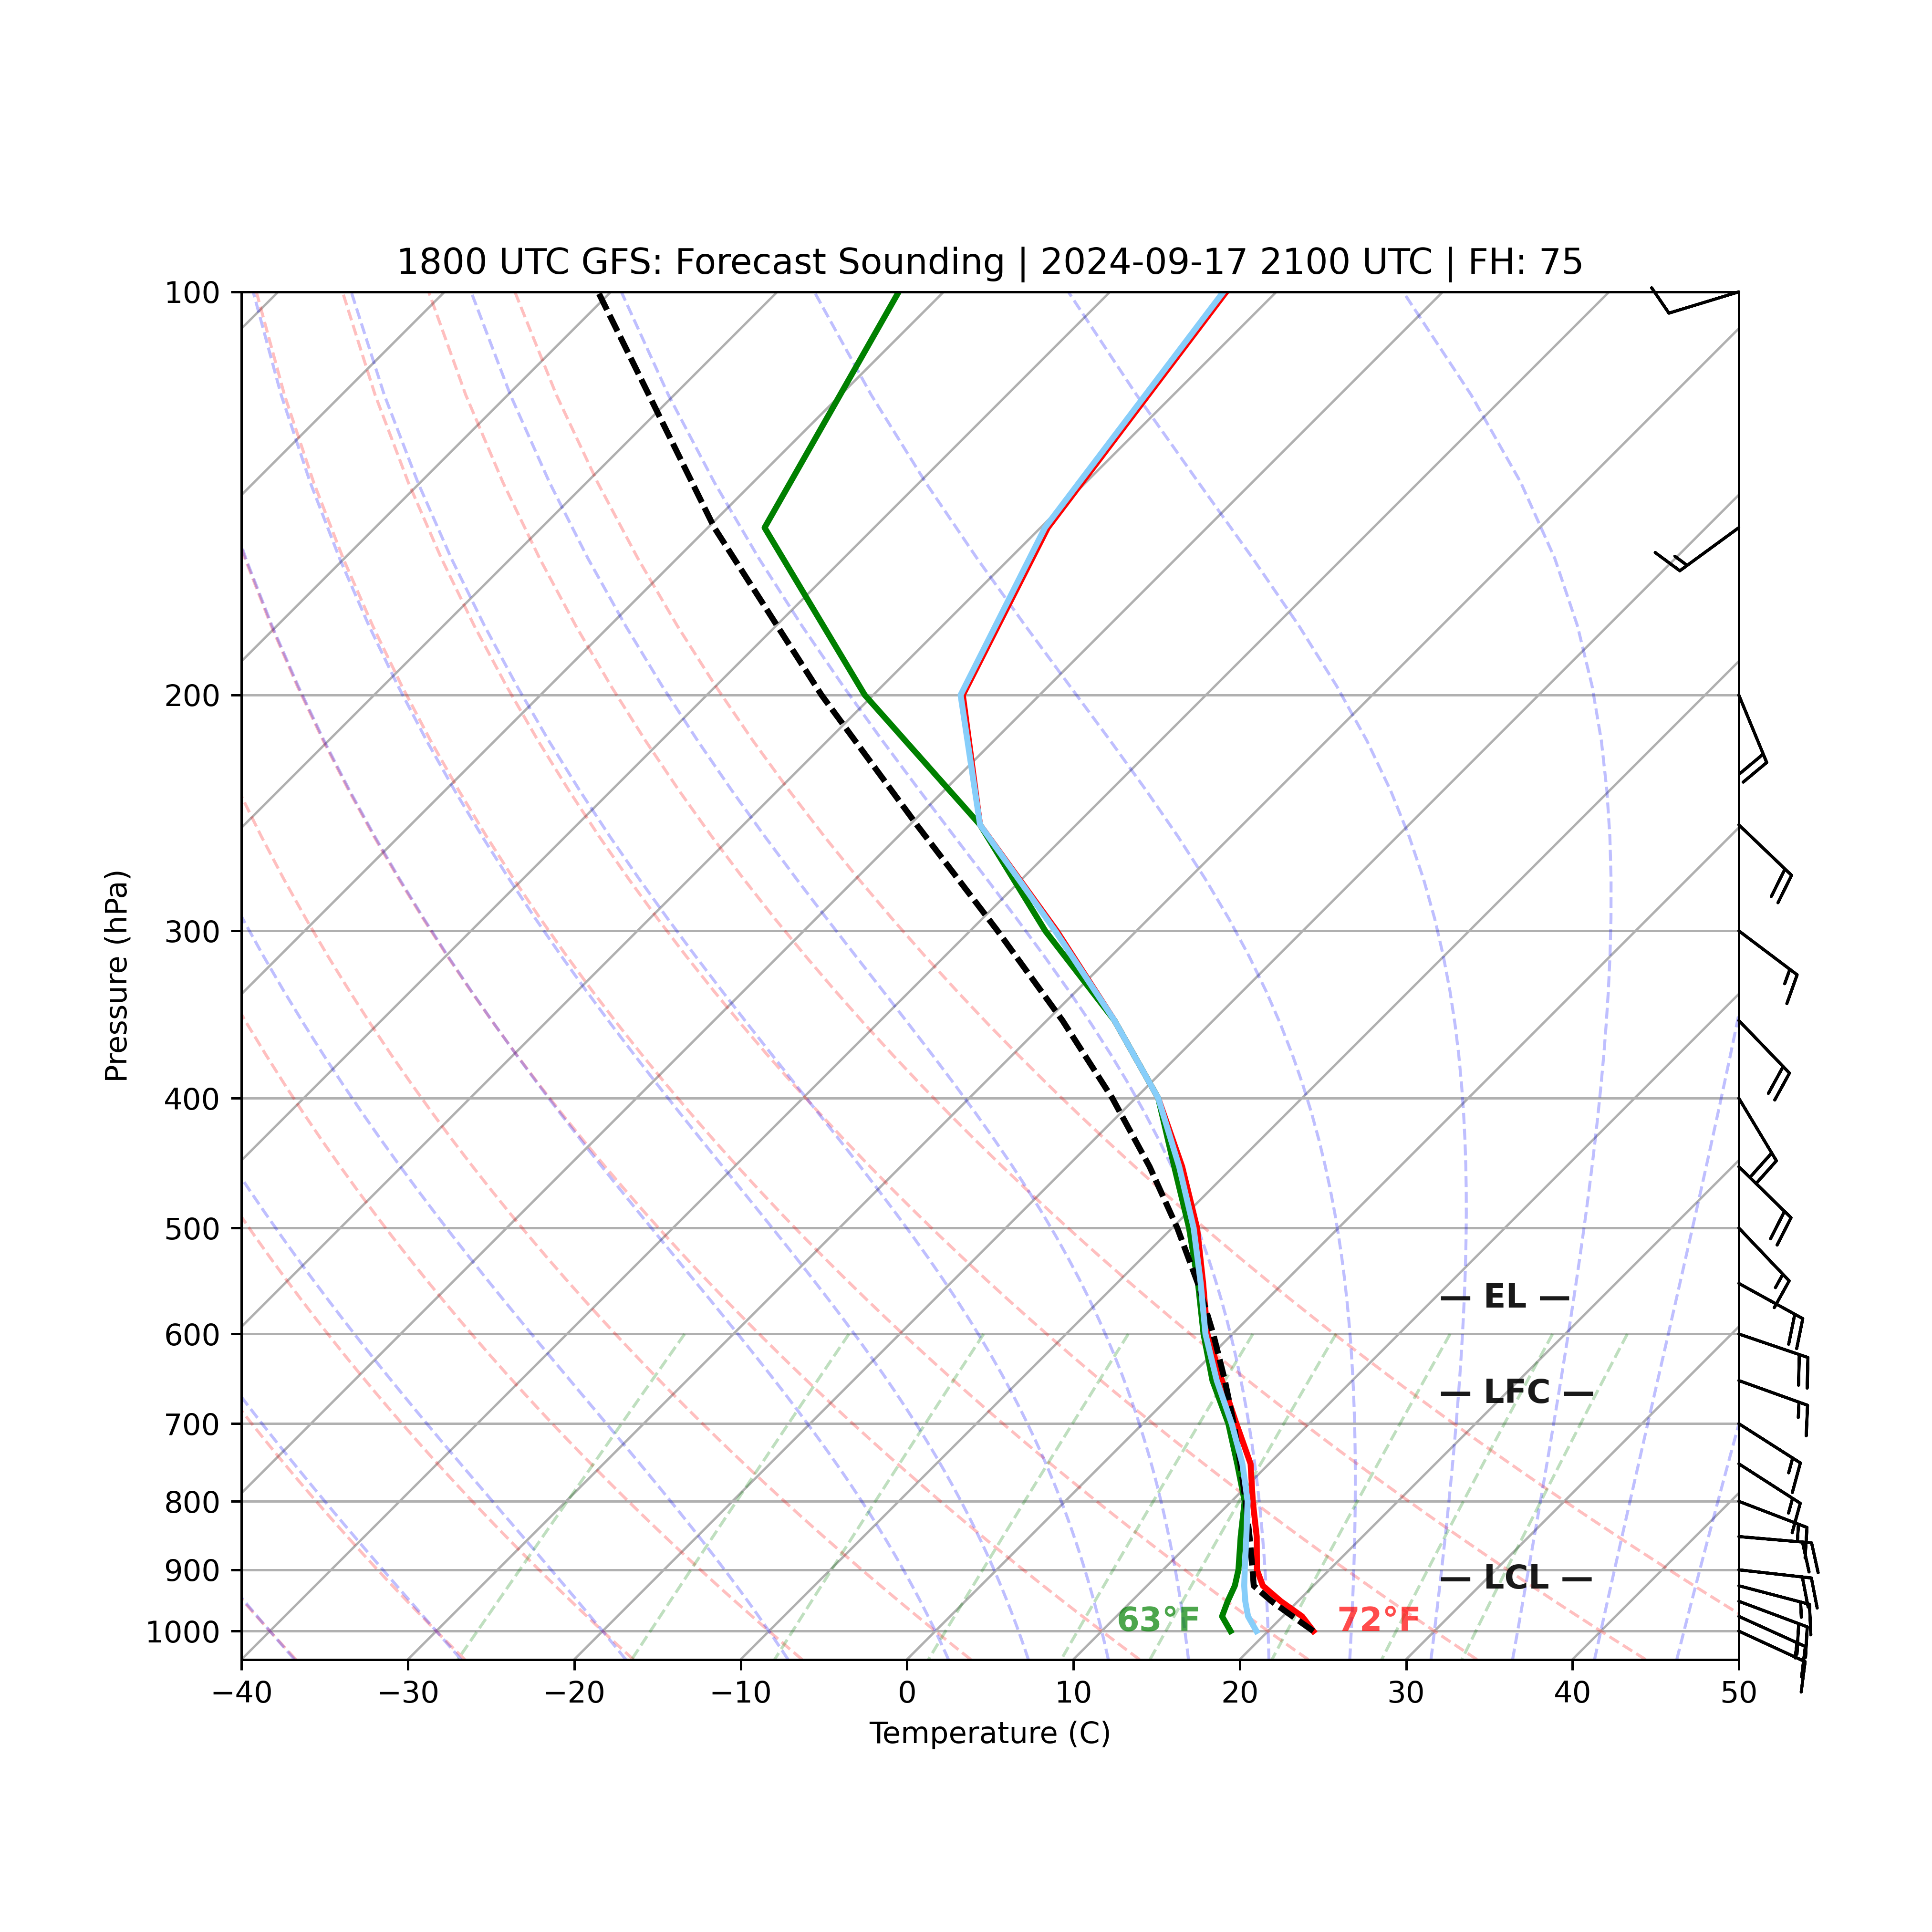 1800 UTC GFS: Forecast Sounding | 2024-09-17 2100 UTC | FH: 75
100
200
300
400
500
600
700
800
900
1000
Pressure (hPa)
— EL —
— LFC —
— LCL —
63°F
72°F
−40
−30
−20
−10
0
10
20
30
40
50
Temperature (C)